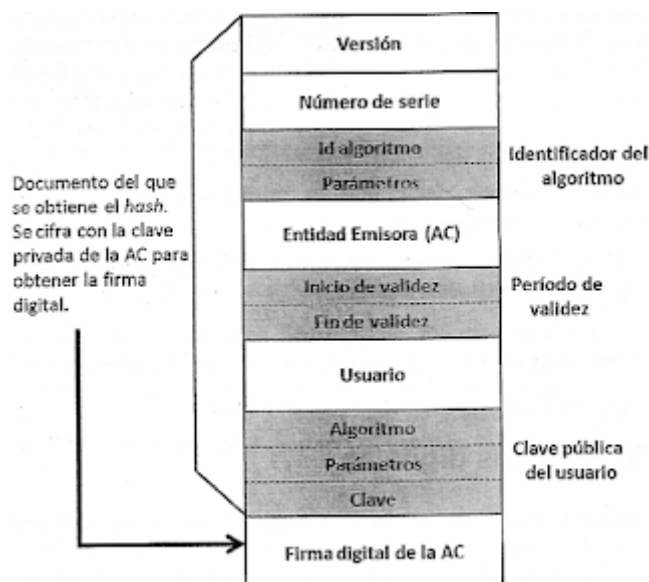 Versión
Número de serie
Id algoritmo
Parámetros
Identificador del
algoritmo
Documento del que
se obtiene el hash.
Se cifra con la clave
privada de la AC para
obtener la firma
digital.
Entidad Emisora (AC)
Inicio de validez
Fin de validez
Período de
validez
Usuario
Algoritmo
Parámetros
Clave
Clave pública
del usuario
Firma digital de la AC